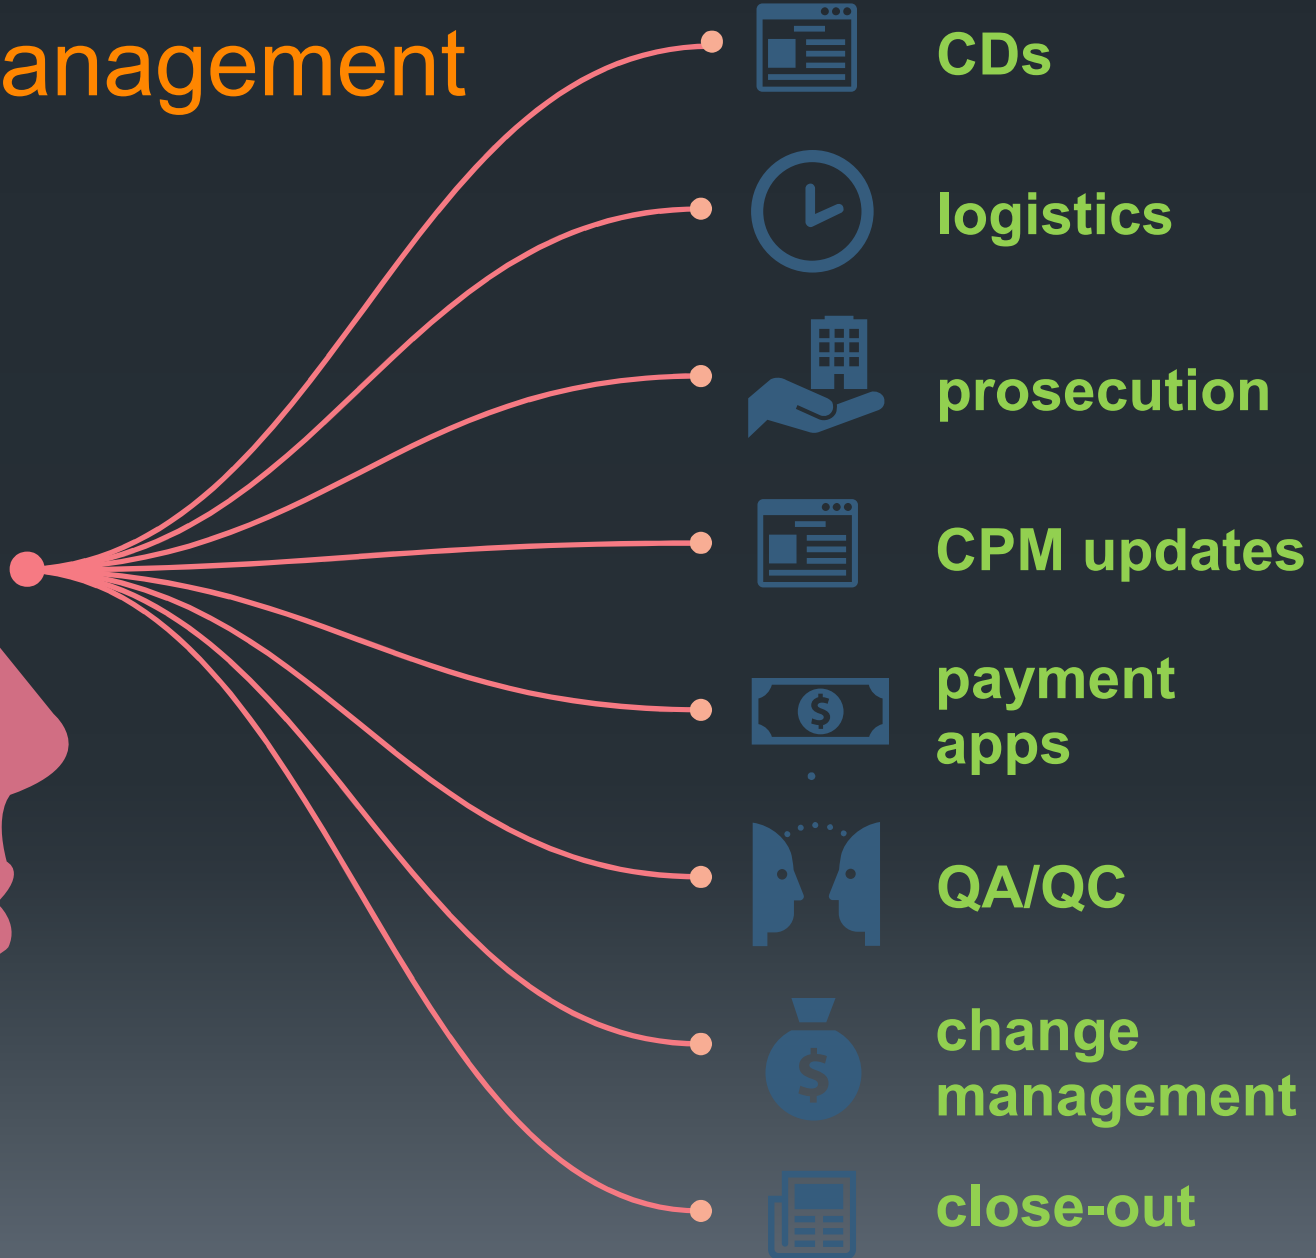 anagement
CDs
logistics
prosecution
CPM updates
payment
apps
QA/QC
change
management
close-out
$
$